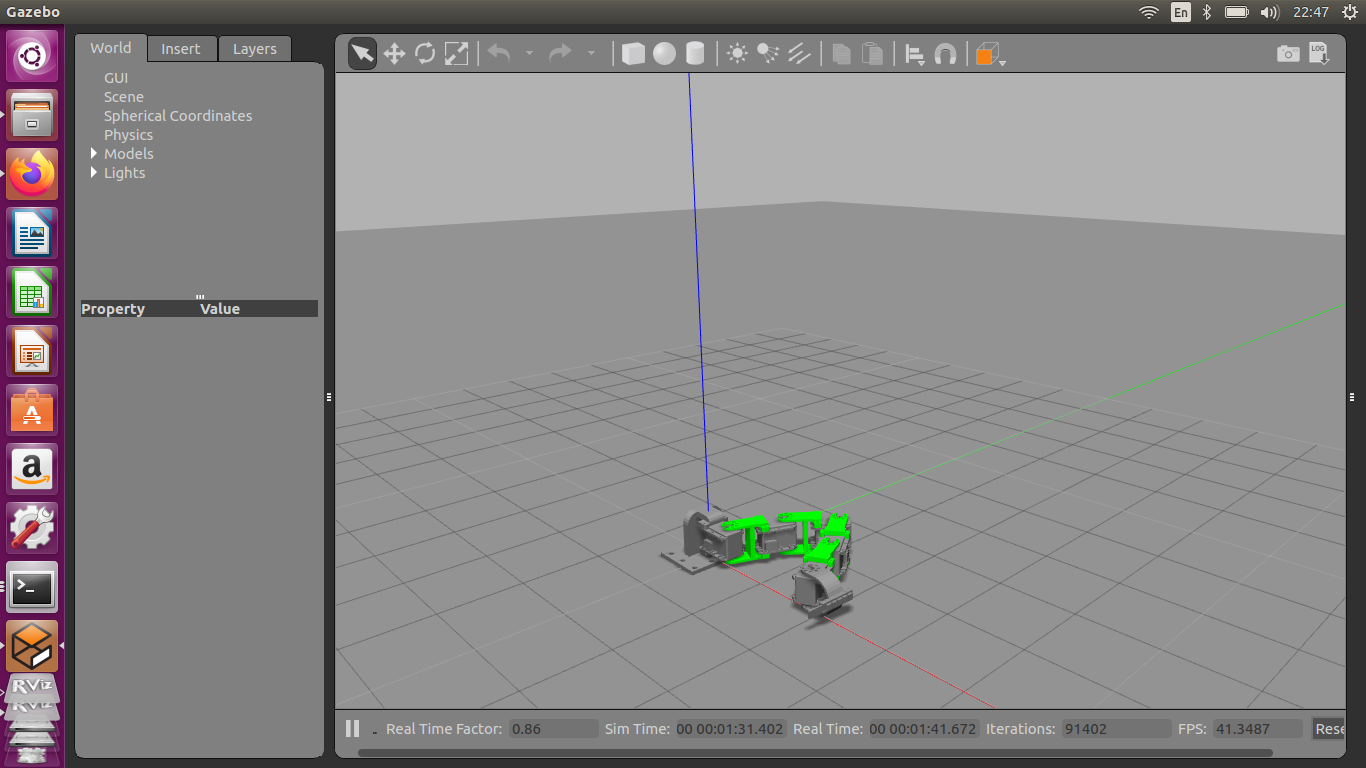 Gazebo
En
22:47
World
Insert
Layers
LOG
GUI
Scene
Spherical Coordinates
Physics
Models
Lights
Property Value
A
a
>_
RViz
RViz
Real Time Factor: 0.86 Sim Time: 00 00:01:31.402 Real Time: 00 00:01:41.672 Iterations: 91402 FPS: 41.3487 Rese